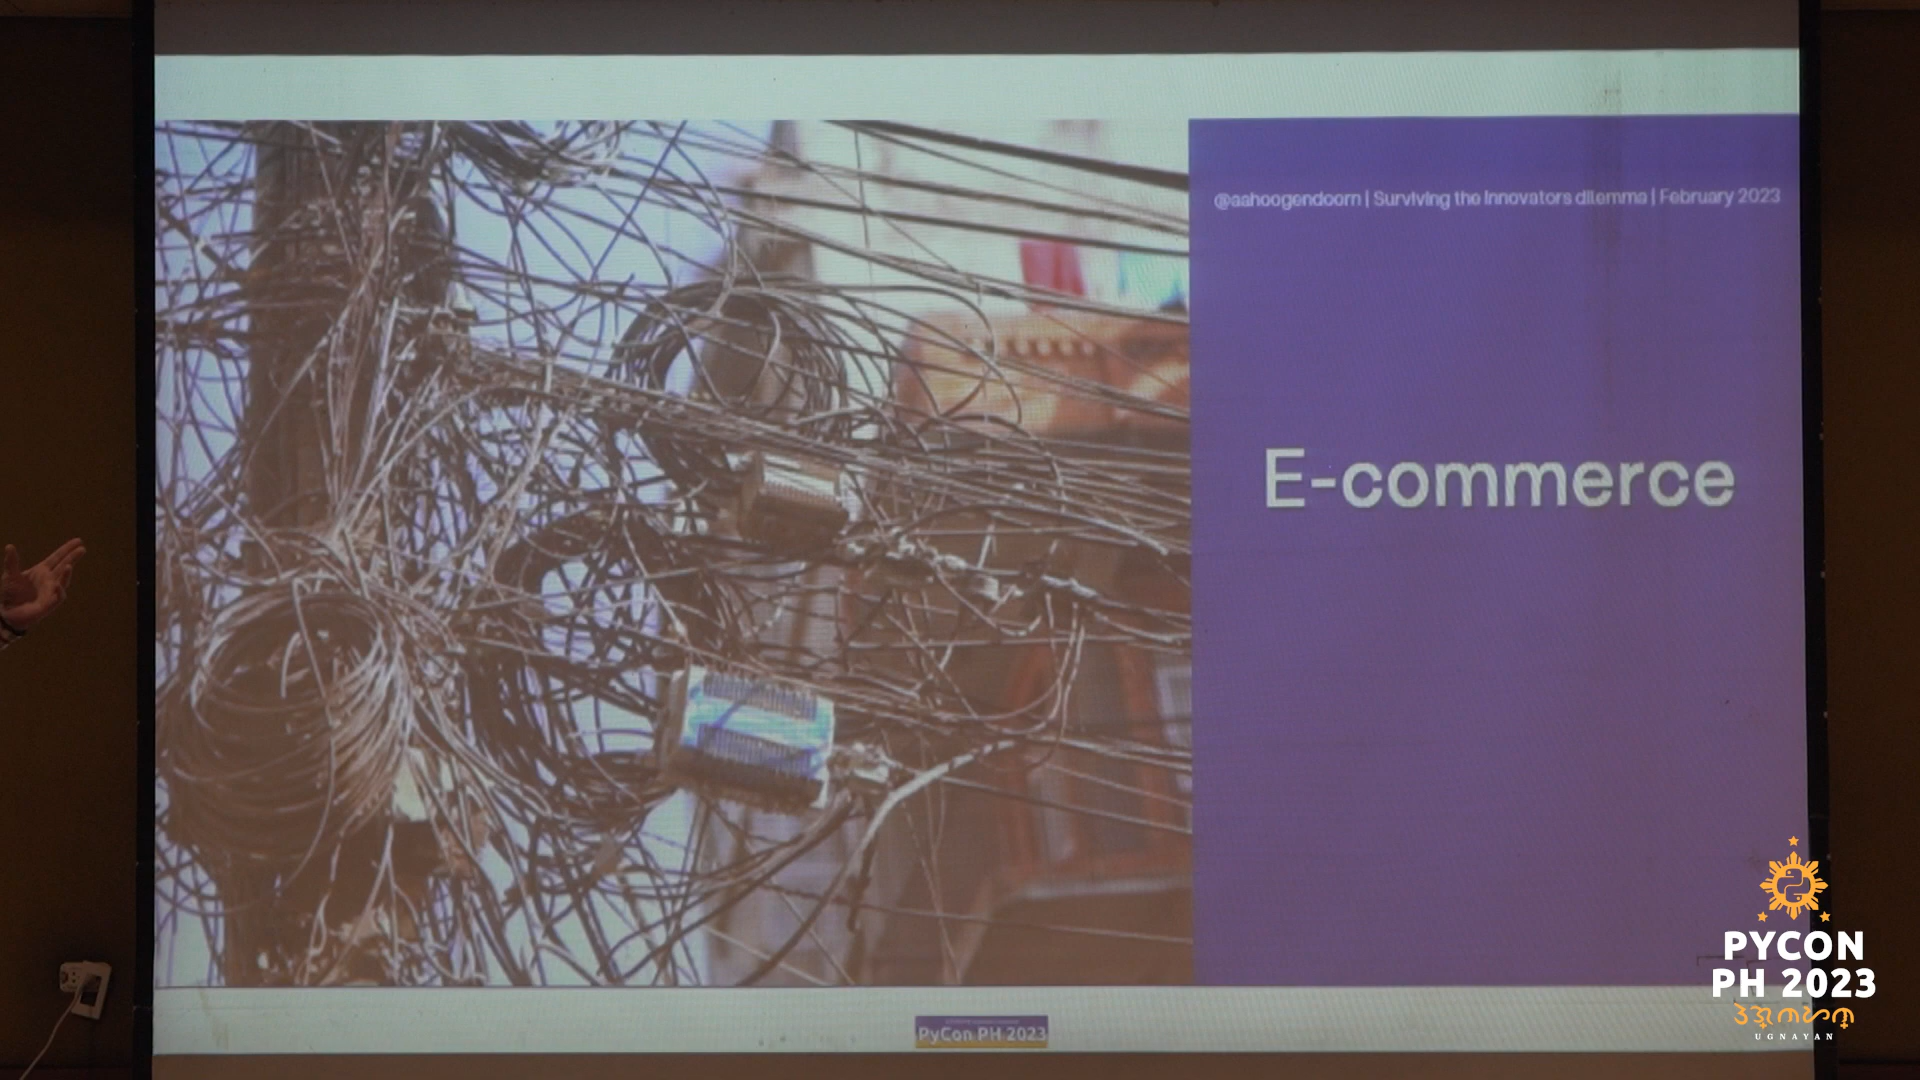 @aahoogendoorn | Surviving the innovators dilemma | February 2023
E-commerce
PyCon PH 2023
PYCON
PH 2023
UGNAYAN